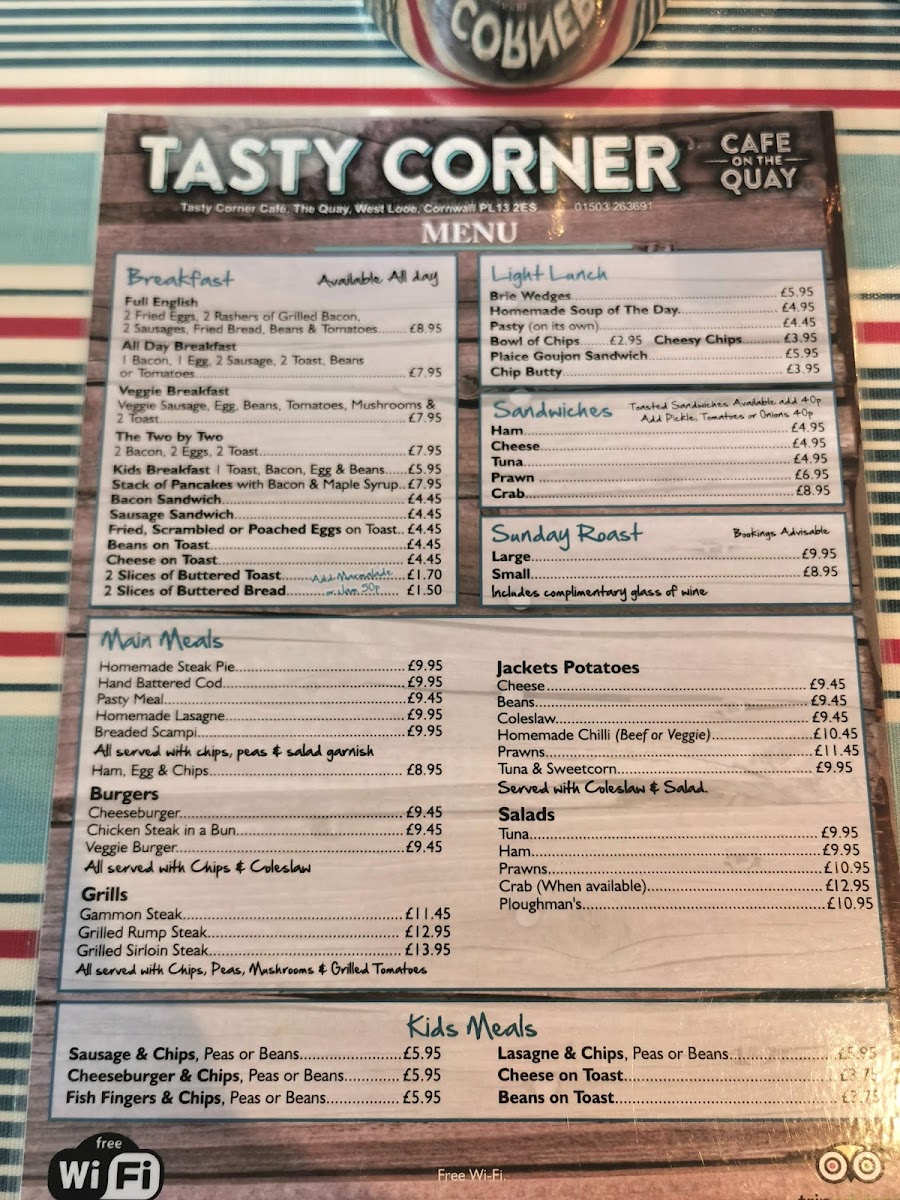 CORNER
TASTY CORNER
CAFE
ON THE
QUAY
Tasty Corner Café, The Quay, West Looe, Cornwall PL13 2ES 01503 263691
MENU
Breakfast Available All day
Full English
2 Fried Eggs, 2 Rashers of Grilled Bacon,
2 Sausages, Fried Bread, Beans & Tomatoes £8.95
All Day Breakfast
1 Bacon, 1 Egg, 2 Sausage, 2 Toast, Beans
or Tomatoes £7.95
Veggie Breakfast
Veggie Sausage, Egg, Beans, Tomatoes, Mushrooms &
2 Toast £7.95
The Two by Two
2 Bacon, 2 Eggs, 2 Toast £7.95
Kids Breakfast 1 Toast, Bacon, Egg & Beans £5.95
Stack of Pancakes with Bacon & Maple Syrup £7.95
Bacon Sandwich £4.45
Sausage Sandwich £4.45
Fried, Scrambled or Poached Eggs on Toast £4.45
Beans on Toast £4.45
Cheese on Toast £4.45
2 Slices of Buttered Toast Add Marmalade £1.70
2 Slices of Buttered Bread or Jam 50p £1.50
Light Lunch
Brie Wedges £5.95
Homemade Soup of The Day £4.95
Pasty (on its own) £4.45
Bowl of Chips £2.95 Cheesy Chips £3.95
Plaice Goujon Sandwich £5.95
Chip Butty £3.95
Sandwiches Toasted Sandwiches Available add 40p
Add Pickle, Tomatoes or Onions 40p
Ham £4.95
Cheese £4.95
Tuna £4.95
Prawn £6.95
Crab £8.95
Sunday Roast Bookings Advisable
Large £9.95
Small £8.95
Includes complimentary glass of wine
Main Meals
Homemade Steak Pie £9.95
Hand Battered Cod £9.95
Pasty Meal £9.45
Homemade Lasagne £9.95
Breaded Scampi £9.95
All served with chips, peas & salad garnish
Ham, Egg & Chips £8.95
Burgers
Cheeseburger £9.45
Chicken Steak in a Bun £9.45
Veggie Burger £9.45
All served with Chips & Coleslaw
Grills
Gammon Steak £11.45
Grilled Rump Steak £12.95
Grilled Sirloin Steak £13.95
All served with Chips, Peas, Mushrooms & Grilled Tomatoes
Jackets Potatoes
Cheese £9.45
Beans £9.45
Coleslaw £9.45
Homemade Chilli (Beef or Veggie) £10.45
Prawns £11.45
Tuna & Sweetcorn £9.95
Served with Coleslaw & Salad.
Salads
Tuna £9.95
Ham £9.95
Prawns £10.95
Crab (When available) £12.95
Ploughman's £10.95
Kids Meals
Sausage & Chips, Peas or Beans £5.95
Cheeseburger & Chips, Peas or Beans £5.95
Fish Fingers & Chips, Peas or Beans £5.95
Lasagne & Chips, Peas or Beans £5.95
Cheese on Toast £3.75
Beans on Toast £3.75
free
WiFi
Free Wi-Fi.